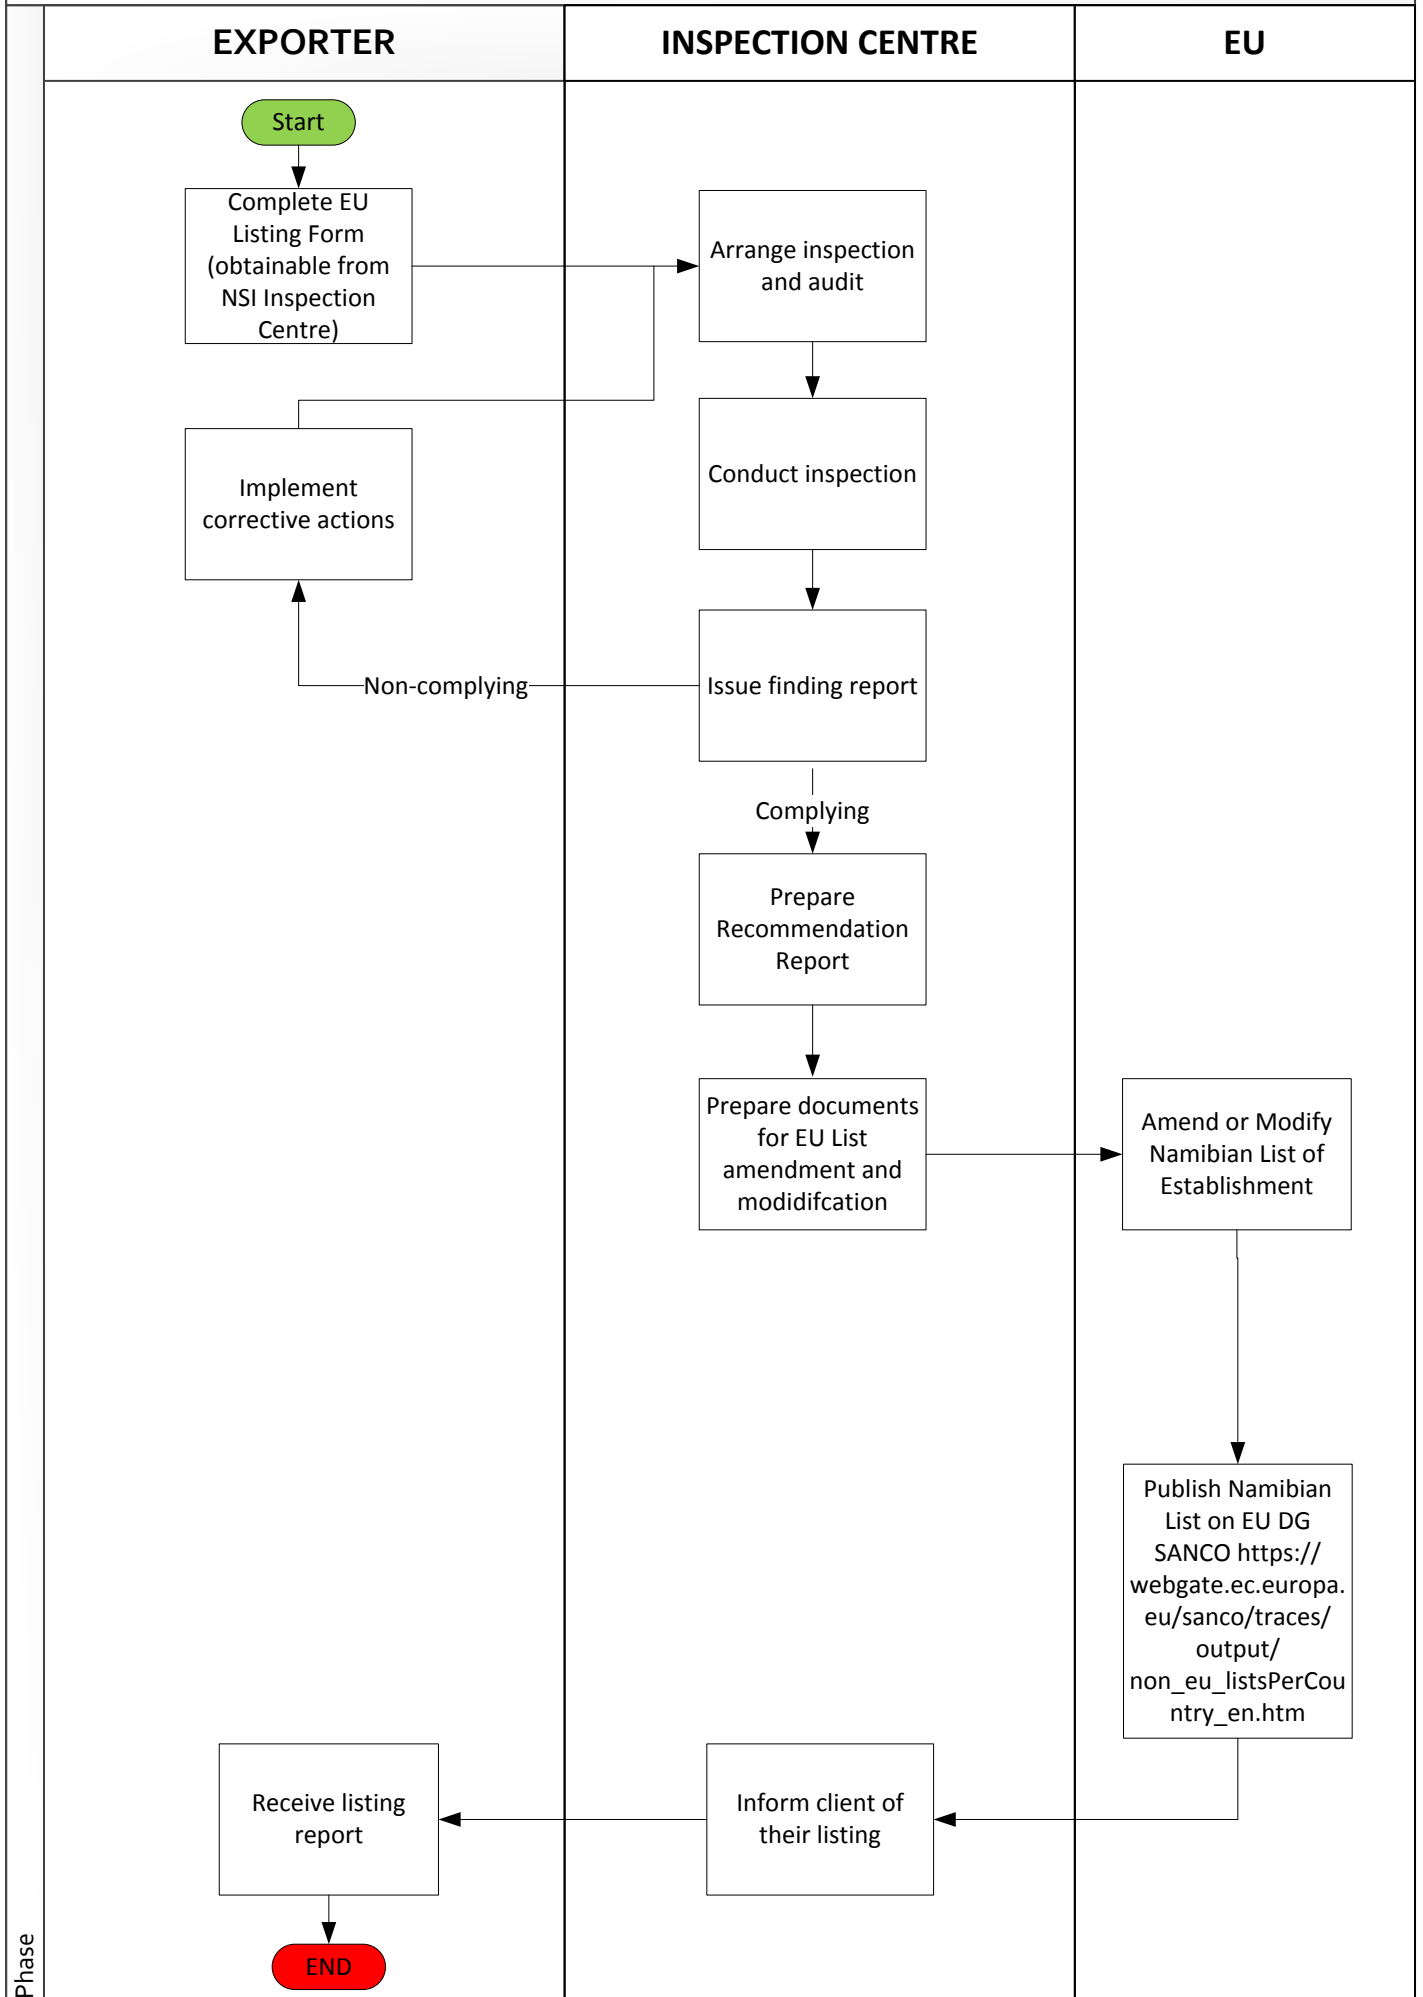 EXPORTER
INSPECTION CENTRE
EU
Start
Complete EU
Listing Form
(obtainable from
NSI Inspection
Centre)
Arrange inspection
and audit
Implement
corrective actions
Conduct inspection
Non-complying
Issue finding report
Complying
Prepare
Recommendation
Report
Prepare documents
for EU List
amendment and
modidifcation
Amend or Modify
Namibian List of
Establishment
Publish Namibian
List on EU DG
SANCO https://
webgate.ec.europa.
eu/sanco/traces/
output/
non_eu_listsPerCou
ntry_en.htm
Receive listing
report
Inform client of
their listing
END
Phase